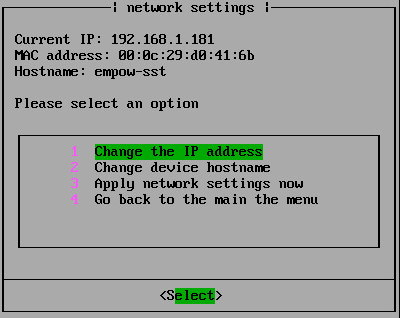 network settings
Current IP: 192.168.1.181
MAC address: 00:0c:29:d0:41:6b
Hostname: empow-sst
Please select an option
1 Change the IP address
2 Change device hostname
3 Apply network settings now
4 Go back to the main the menu
<Select>